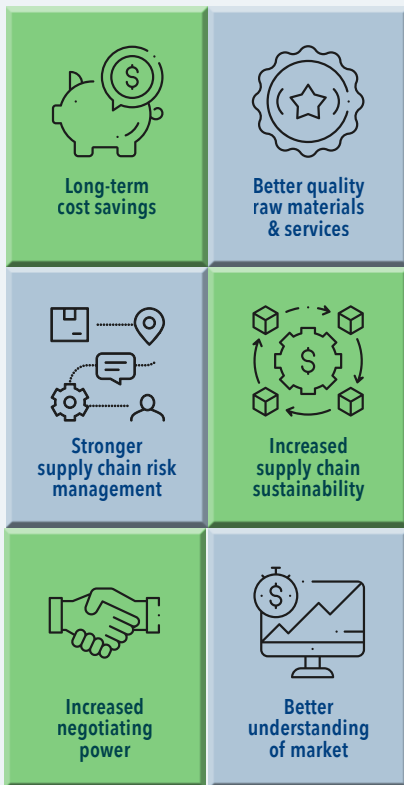 Long-term
cost savings
Better quality
raw materials
& services
Stronger
supply chain risk
management
Increased
supply chain
sustainability
Increased
negotiating
power
Better
understanding
of market